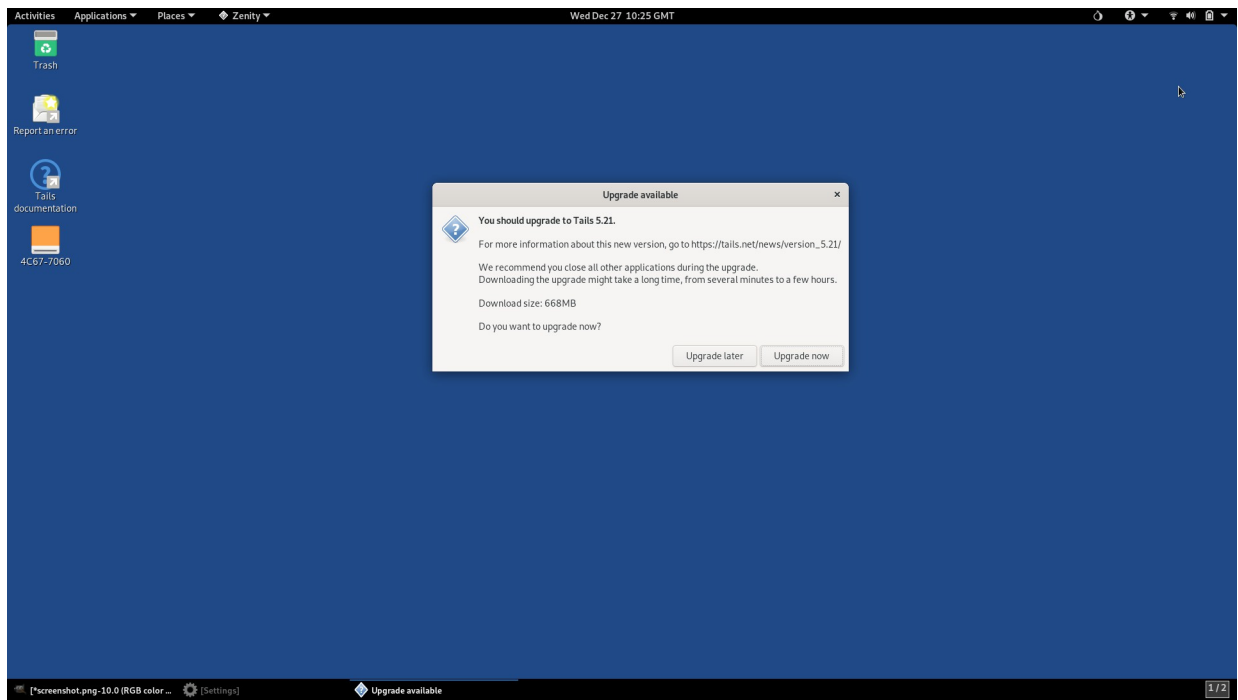 Activities Applications Places Zenity Wed Dec 27 10:25 GMT
Trash
Report an error
Tails
documentation
4C67-7060
Upgrade available
You should upgrade to Tails 5.21.
For more information about this new version, go to https://tails.net/news/version_5.21/
We recommend you close all other applications during the upgrade.
Downloading the upgrade might take a long time, from several minutes to a few hours.
Download size: 668MB
Do you want to upgrade now?
Upgrade later Upgrade now
[*screenshot.png-10.0 (RGB color ... [Settings] Upgrade available 1/2